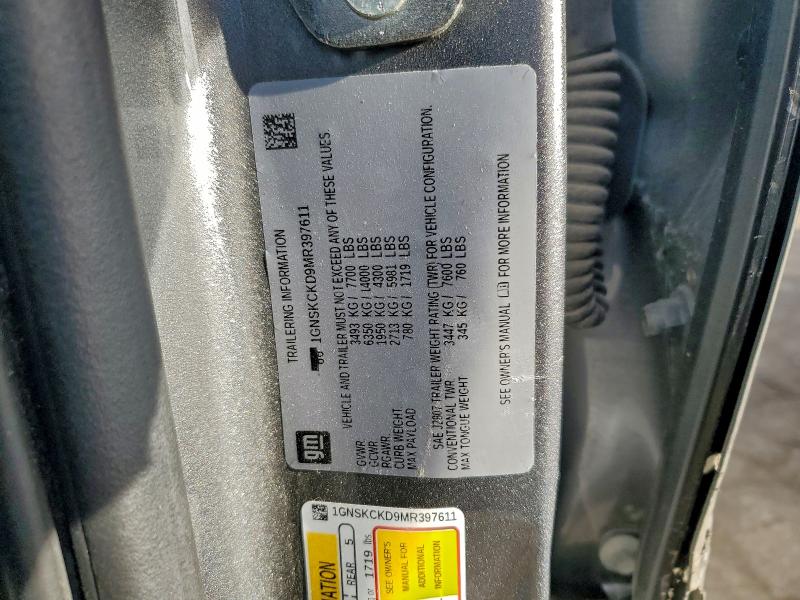 TRAILERING INFORMATION
1GNSKCKD9MR397611
VEHICLE AND TRAILER MUST NOT EXCEED ANY OF THESE VALUES.
GVWR 3493 KG / 7700 LBS
GCWR 6350 KG / 14000 LBS
RGAWR 1950 KG / 4300 LBS
CURB WEIGHT 2713 KG / 5981 LBS
MAX PAYLOAD 780 KG / 1719 LBS
SAE J2807 TRAILER WEIGHT RATING (TWR) FOR VEHICLE CONFIGURATION.
CONVENTIONAL TWR 3447 KG / 7600 LBS
MAX TONGUE WEIGHT 345 KG / 760 LBS
SEE OWNER'S MANUAL FOR MORE INFORMATION
gm
1GNSKCKD9MR397611
REAR 5
or 1719 lbs
SEE OWNER'S
MANUAL FOR
ADDITIONAL
INFORMATION